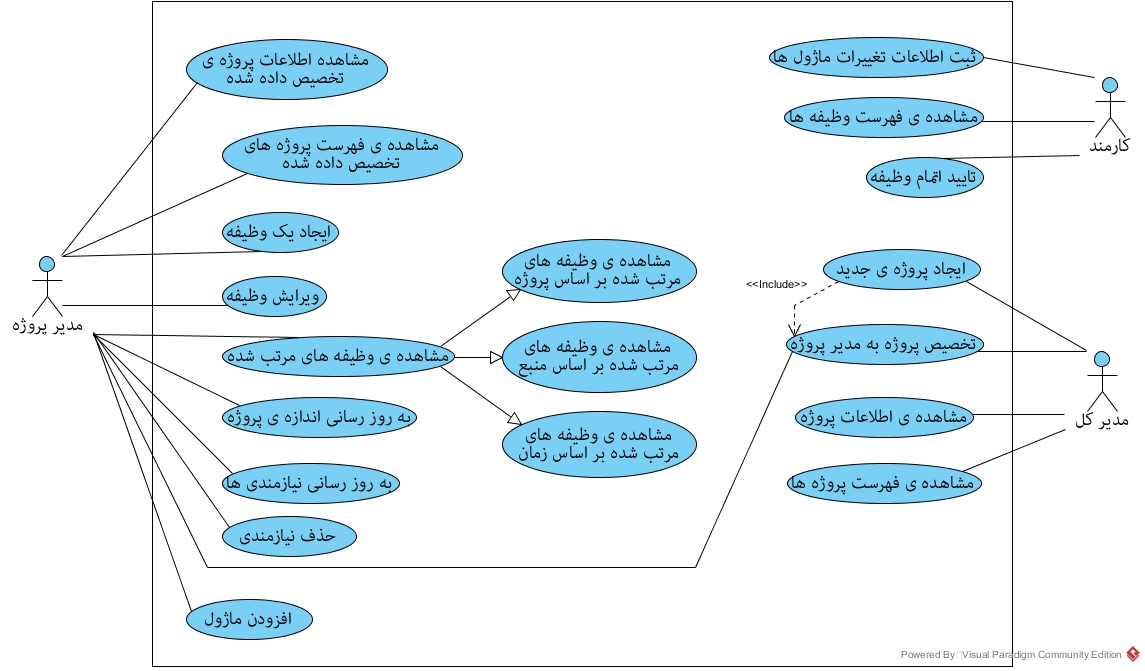 مشاهده اطلاعات پروژه ی
تخصیص داده شده
مشاهده ی فهرست پروژه های
تخصیص داده شده
ایجاد یک وظیفه
ویرایش وظیفه
مدیر پروژه
مشاهده ی وظیفه های مرتب شده
به روز رسانی اندازه ی پروژه
به روز رسانی نیازمندی ها
حذف نیازمندی
افزودن ماژول
مشاهده ی وظیفه های
مرتب شده بر اساس پروژه
مشاهده ی وظیفه های
مرتب شده بر اساس منبع
مشاهده ی وظیفه های
مرتب شده بر اساس زمان
ثبت اطلاعات تغییرات ماژول ها
مشاهده ی فهرست وظیفه ها
تایید اتمام وظیفه
کارمند
ایجاد پروژه ی جدید
<<Include>>
تخصیص پروژه به مدیر پروژه
مشاهده ی اطلاعات پروژه
مشاهده ی فهرست پروژه ها
مدیر کل
Powered By Visual Paradigm Community Edition